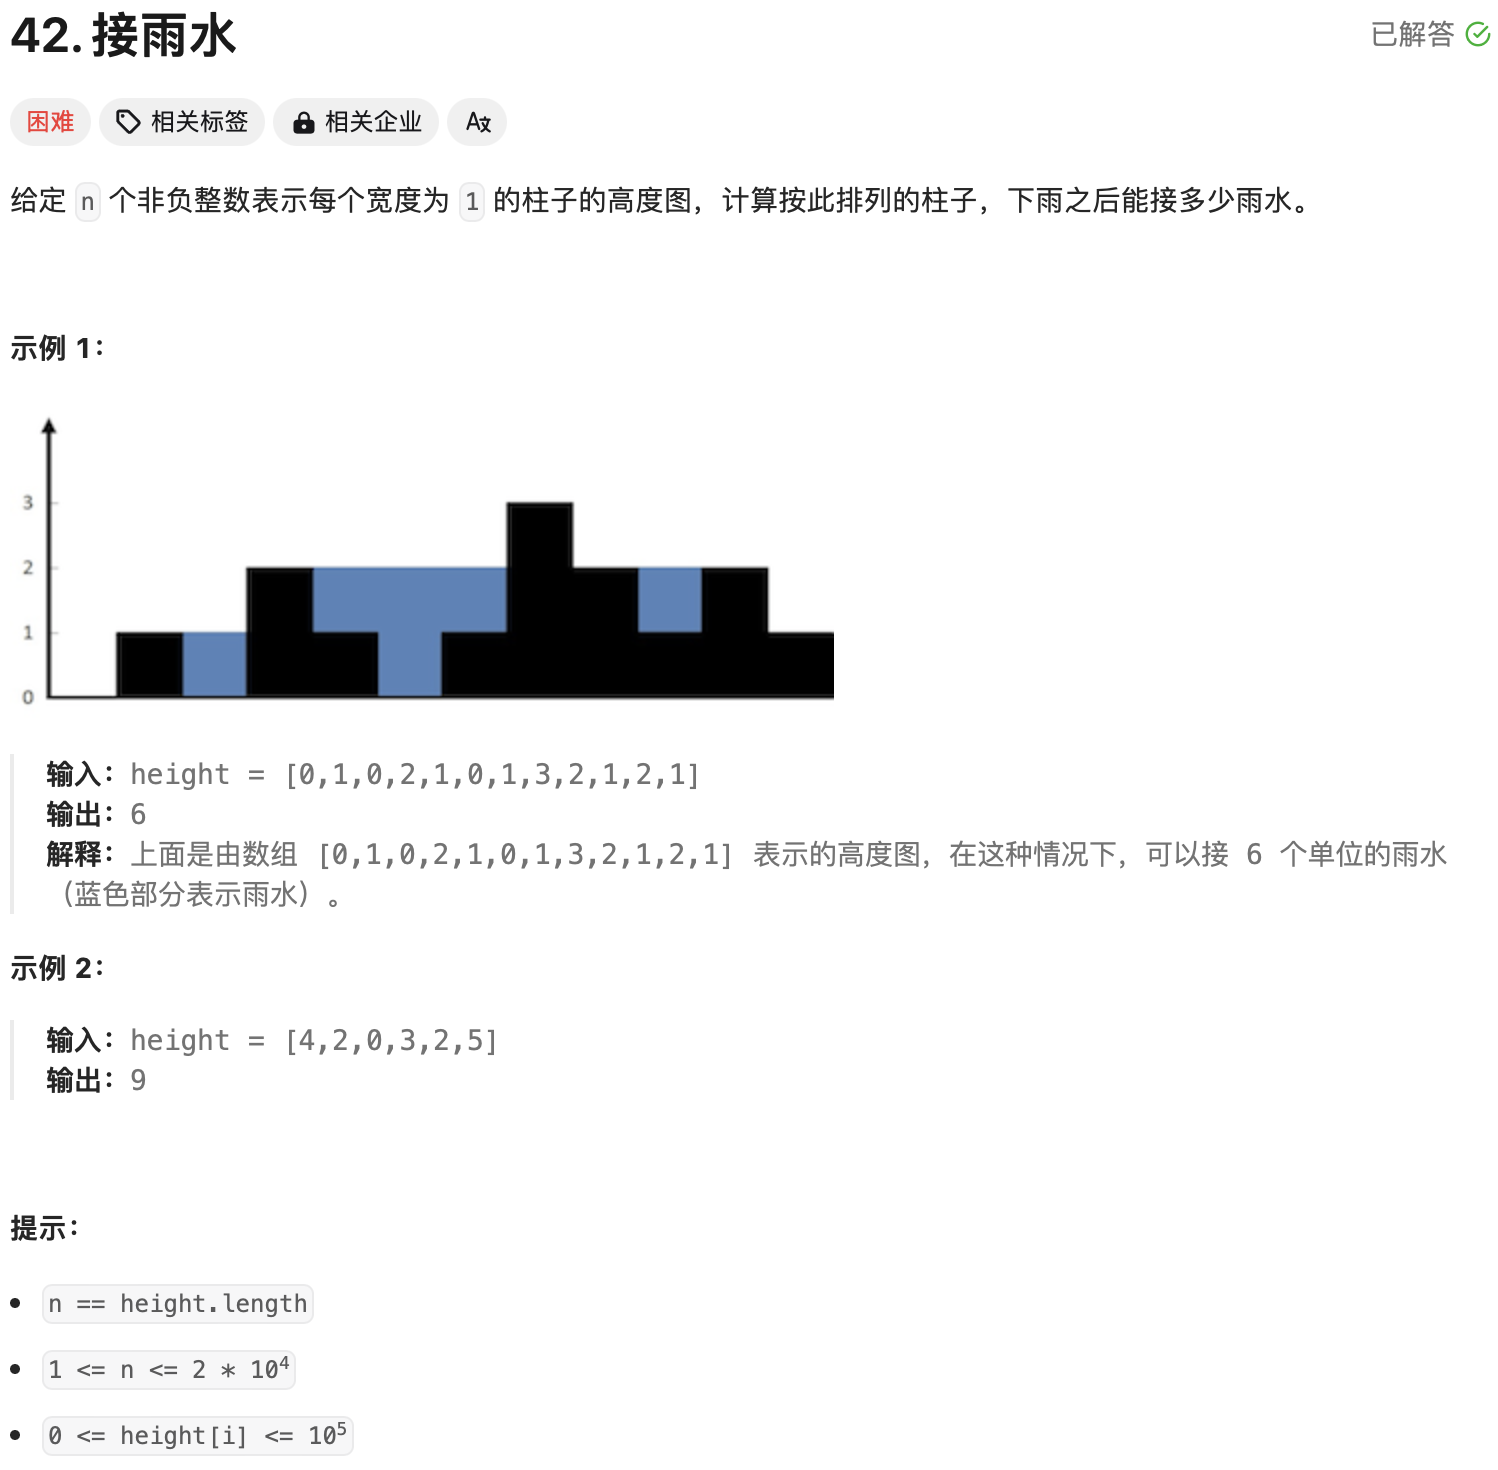 42. 接雨水
已解答
困难 相关标签 相关企业 A文
给定 n 个非负整数表示每个宽度为 1 的柱子的高度图，计算按此排列的柱子，下雨之后能接多少雨水。
示例 1：
3
2
1
0
输入：height = [0,1,0,2,1,0,1,3,2,1,2,1]
输出：6
解释：上面是由数组 [0,1,0,2,1,0,1,3,2,1,2,1] 表示的高度图，在这种情况下，可以接 6 个单位的雨水
（蓝色部分表示雨水）。
示例 2：
输入：height = [4,2,0,3,2,5]
输出：9
提示：
n == height.length
1 <= n <= 2 * 10⁴
0 <= height[i] <= 10⁵